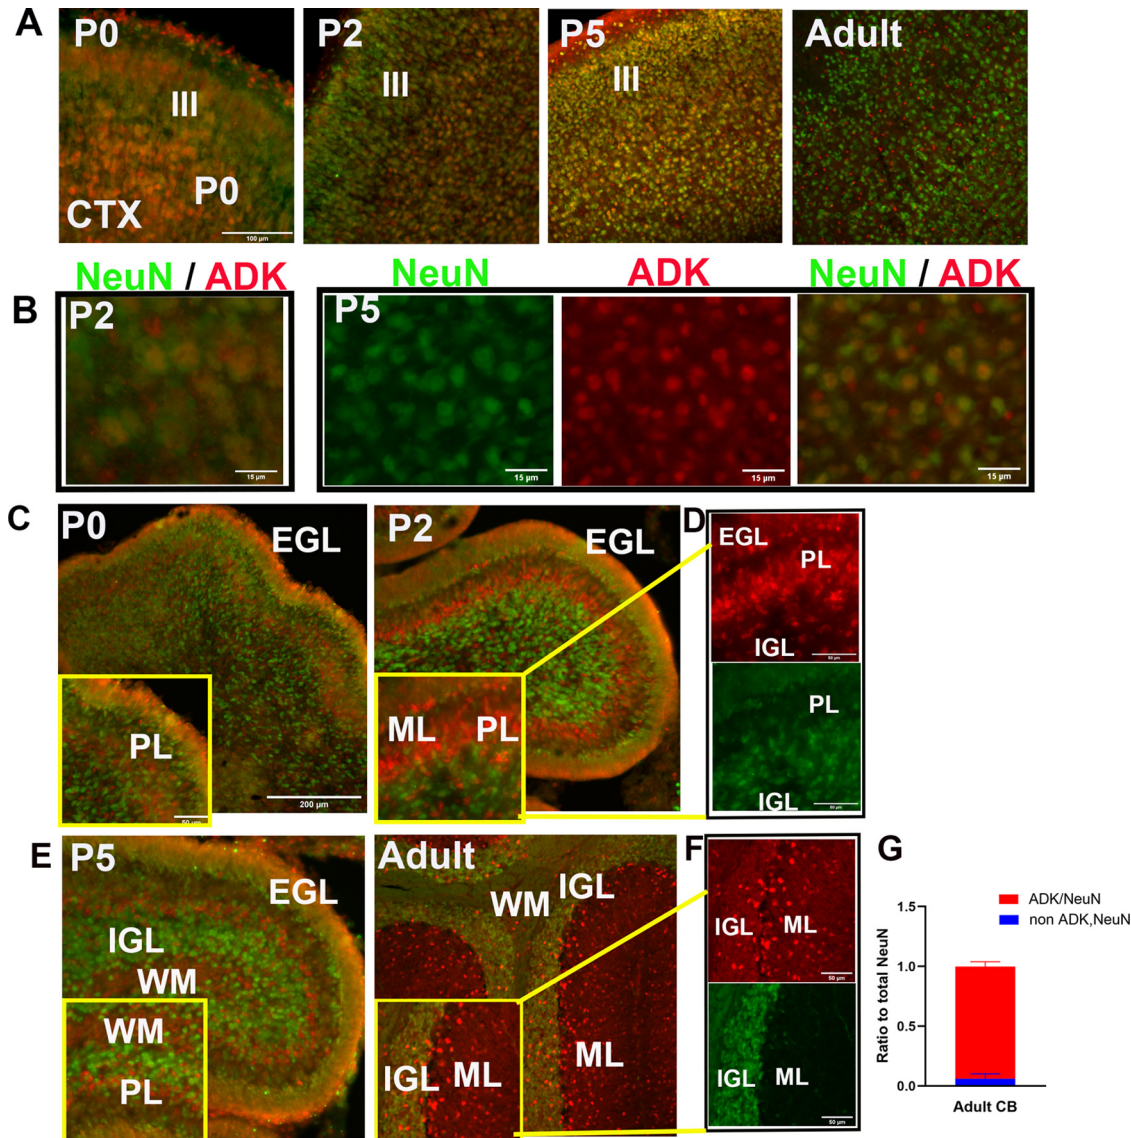 A
P0
III
P0
CTX
100 µm
P2
III
P5
III
Adult
NeuN / ADK
NeuN
ADK
NeuN / ADK
B
P2
15 µm
P5
15 µm
15 µm
15 µm
C
P0
EGL
PL
50 µm
200 µm
P2
EGL
ML
PL
D
EGL
PL
IGL
50 µm
PL
IGL
50 µm
E
P5
EGL
IGL
WM
WM
PL
Adult
WM
IGL
IGL
ML
ML
F
IGL
ML
50 µm
IGL
ML
50 µm
G
ADK/NeuN
non ADK,NeuN
Ratio to total NeuN
1.5
1.0
0.5
0.0
Adult CB